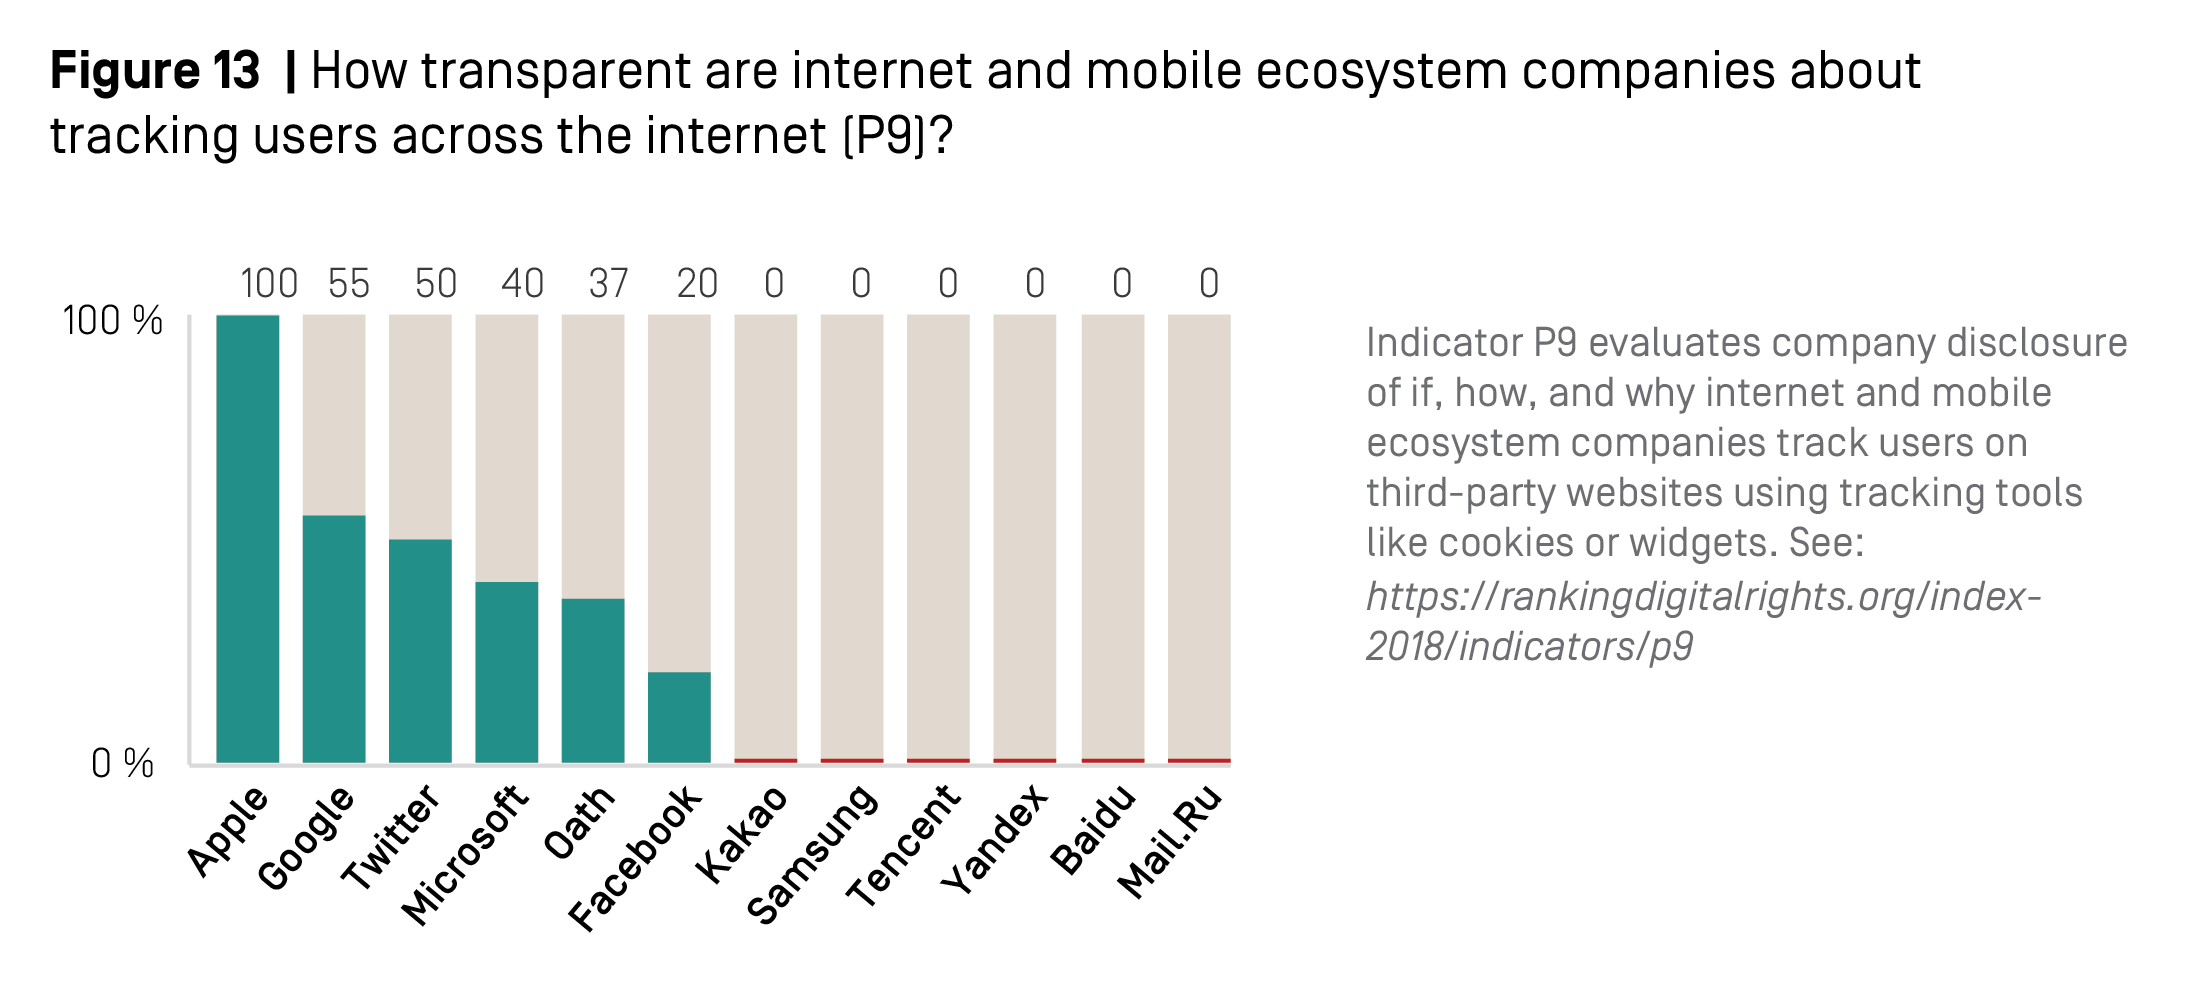 Figure 13 | How transparent are internet and mobile ecosystem companies about
tracking users across the internet (P9)?
100 55 50 40 37 20 0 0 0 0 0 0
100 %
0 %
Apple
Google
Twitter
Microsoft
Oath
Facebook
Kakao
Samsung
Tencent
Yandex
Baidu
Mail.Ru
Indicator P9 evaluates company disclosure
of if, how, and why internet and mobile
ecosystem companies track users on
third-party websites using tracking tools
like cookies or widgets. See:
https://rankingdigitalrights.org/index-
2018/indicators/p9